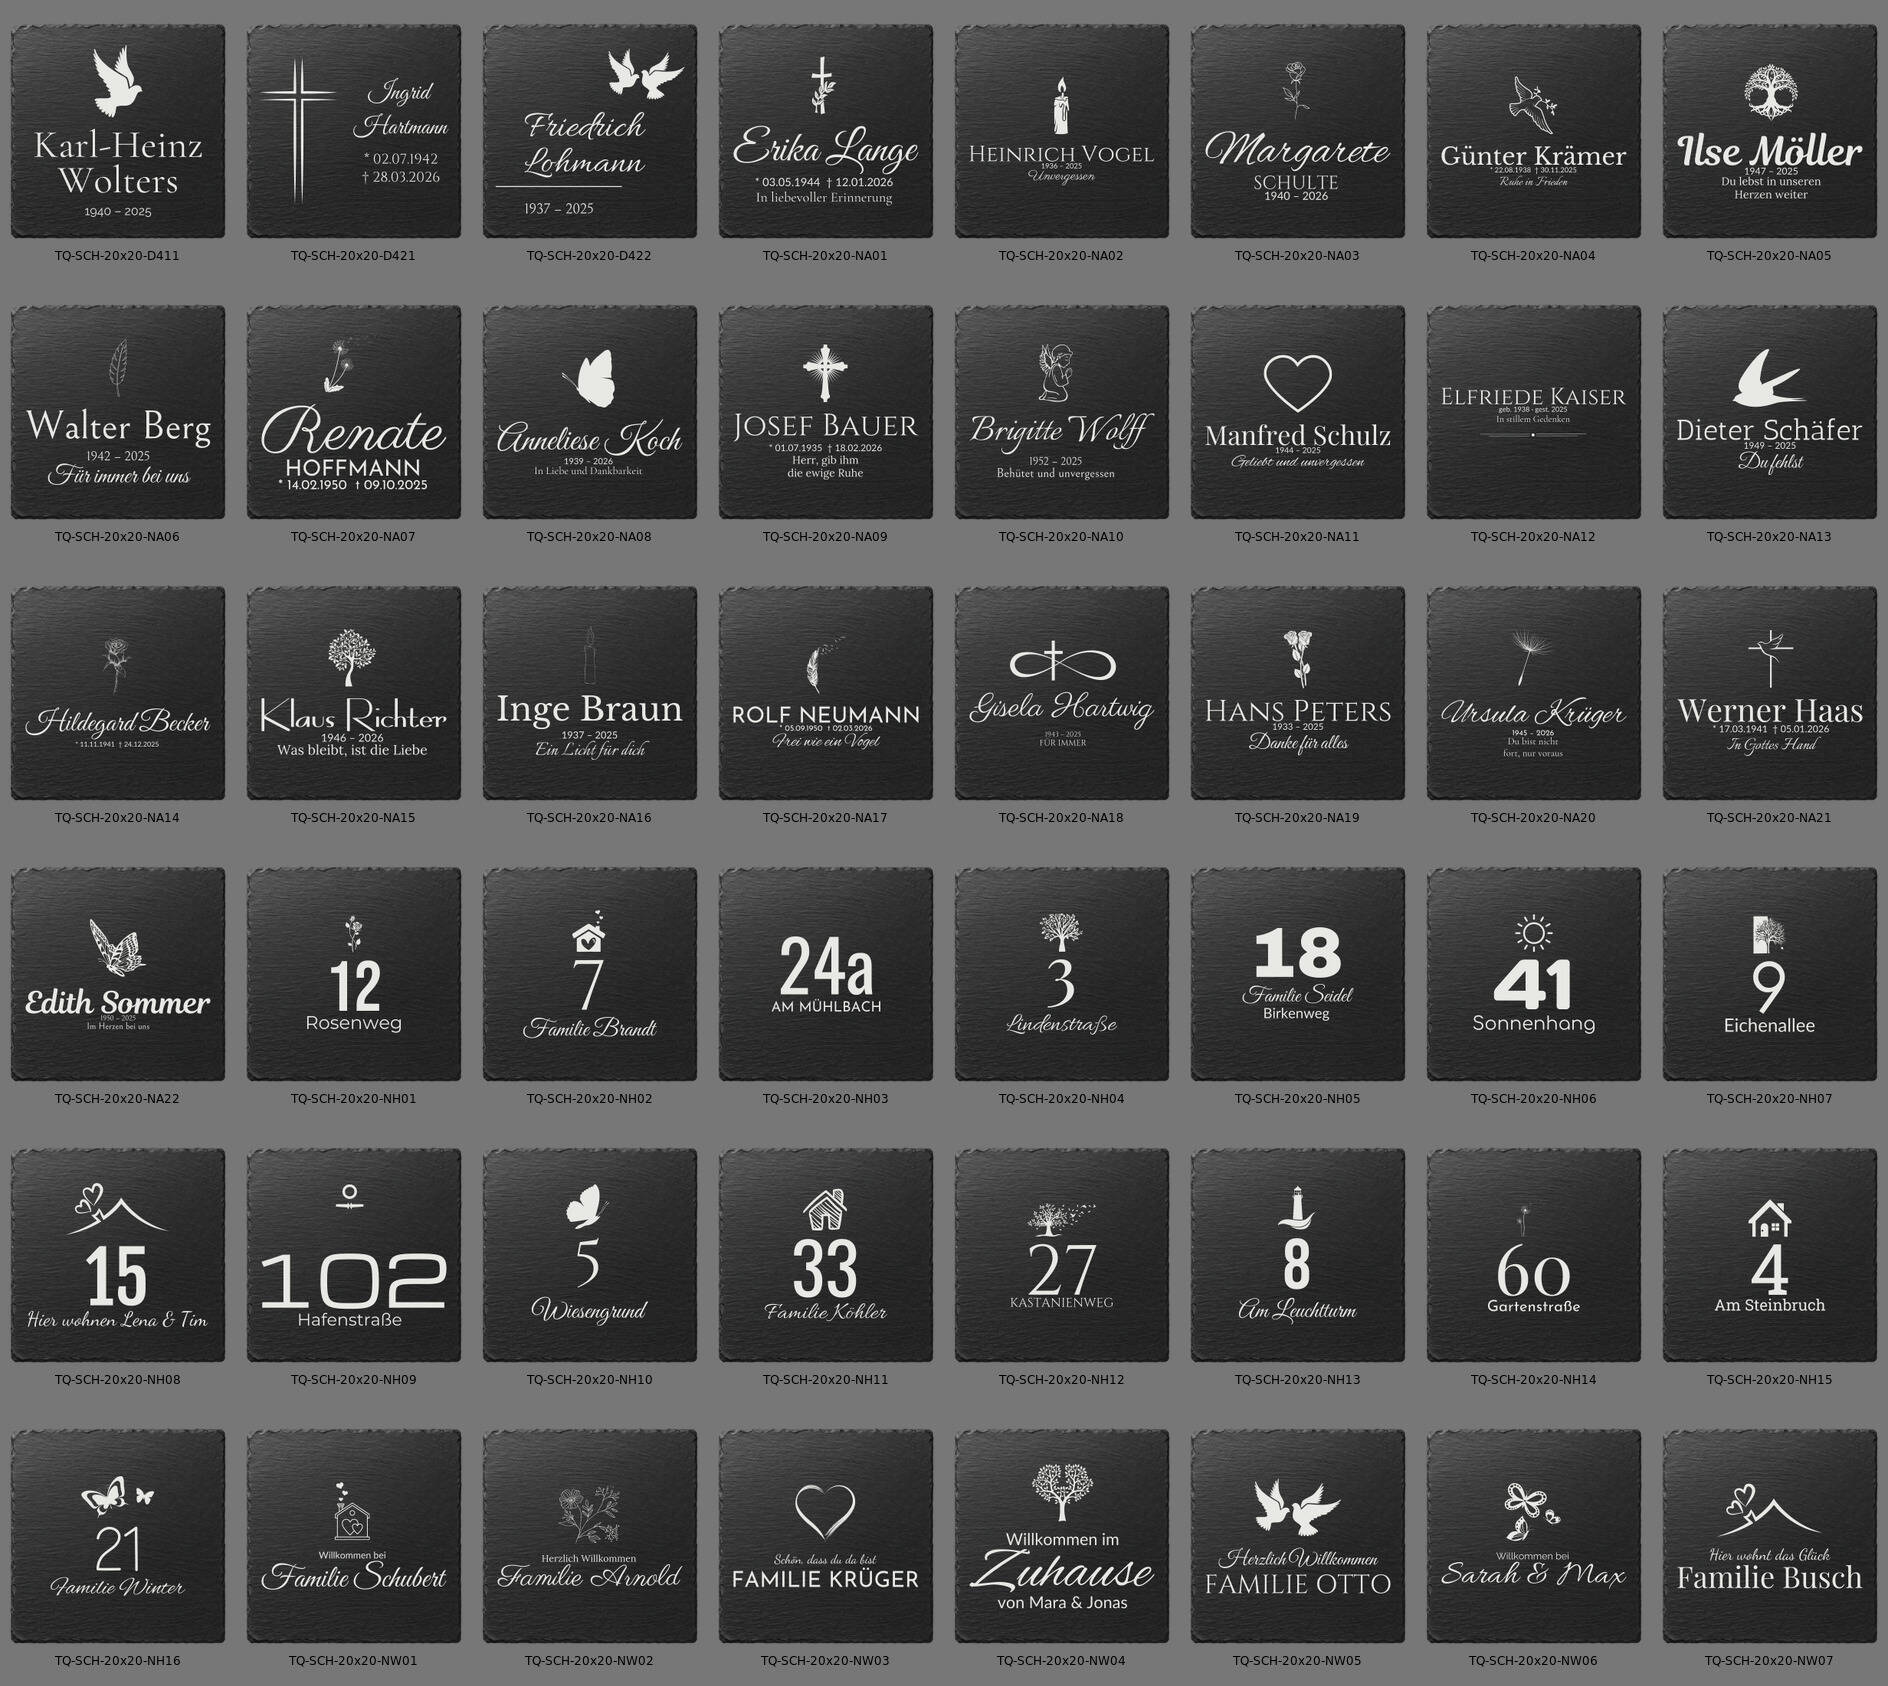 Karl-Heinz
Wolters
1940 – 2025
TQ-SCH-20x20-D411
Ingrid
Hartmann
* 02.07.1942
† 28.03.2026
TQ-SCH-20x20-D421
Friedrich
Lohmann
1937 – 2025
TQ-SCH-20x20-D422
Erika Lange
* 03.05.1944 † 12.01.2026
In liebevoller Erinnerung
TQ-SCH-20x20-NA01
Heinrich Vogel
1936 – 2025
Unvergessen
TQ-SCH-20x20-NA02
Margarete
SCHULTE
1940 – 2026
TQ-SCH-20x20-NA03
Günter Krämer
* 22.08.1938 † 30.11.2025
Ruhe in Frieden
TQ-SCH-20x20-NA04
Ilse Möller
1947 – 2025
Du lebst in unseren
Herzen weiter
TQ-SCH-20x20-NA05
Walter Berg
1942 – 2025
Für immer bei uns
TQ-SCH-20x20-NA06
Renate
HOFFMANN
* 14.02.1950 † 09.10.2025
TQ-SCH-20x20-NA07
Anneliese Koch
1939 – 2026
In Liebe und Dankbarkeit
TQ-SCH-20x20-NA08
Josef Bauer
* 01.07.1935 † 18.02.2026
Herr, gib ihm
die ewige Ruhe
TQ-SCH-20x20-NA09
Brigitte Wolff
1952 – 2025
Behütet und unvergessen
TQ-SCH-20x20-NA10
Manfred Schulz
1944 – 2025
Geliebt und unvergessen
TQ-SCH-20x20-NA11
Elfriede Kaiser
geb. 1938 · gest. 2025
In stillem Gedenken
TQ-SCH-20x20-NA12
Dieter Schäfer
1949 – 2025
Du fehlst
TQ-SCH-20x20-NA13
Hildegard Becker
* 11.11.1941 † 24.12.2025
TQ-SCH-20x20-NA14
Klaus Richter
1946 – 2026
Was bleibt, ist die Liebe
TQ-SCH-20x20-NA15
Inge Braun
1937 – 2025
Ein Licht für dich
TQ-SCH-20x20-NA16
ROLF NEUMANN
* 05.09.1950 † 02.03.2026
Frei wie ein Vogel
TQ-SCH-20x20-NA17
Gisela Hartwig
1943 – 2025
FÜR IMMER
TQ-SCH-20x20-NA18
Hans Peters
1933 – 2025
Danke für alles
TQ-SCH-20x20-NA19
Ursula Krüger
1945 – 2026
Du bist nicht
fort, nur voraus
TQ-SCH-20x20-NA20
Werner Haas
* 17.03.1941 † 05.01.2026
In Gottes Hand
TQ-SCH-20x20-NA21
Edith Sommer
1950 – 2025
Im Herzen bei uns
TQ-SCH-20x20-NA22
12
Rosenweg
TQ-SCH-20x20-NH01
7
Familie Brandt
TQ-SCH-20x20-NH02
24a
AM MÜHLBACH
TQ-SCH-20x20-NH03
3
Lindenstraße
TQ-SCH-20x20-NH04
18
Familie Seidel
Birkenweg
TQ-SCH-20x20-NH05
41
Sonnenhang
TQ-SCH-20x20-NH06
9
Eichenallee
TQ-SCH-20x20-NH07
15
Hier wohnen Lena & Tim
TQ-SCH-20x20-NH08
102
Hafenstraße
TQ-SCH-20x20-NH09
5
Wiesengrund
TQ-SCH-20x20-NH10
33
Familie Köhler
TQ-SCH-20x20-NH11
27
KASTANIENWEG
TQ-SCH-20x20-NH12
8
Am Leuchtturm
TQ-SCH-20x20-NH13
60
Gartenstraße
TQ-SCH-20x20-NH14
4
Am Steinbruch
TQ-SCH-20x20-NH15
21
Familie Winter
TQ-SCH-20x20-NH16
Willkommen bei
Familie Schubert
TQ-SCH-20x20-NW01
Herzlich Willkommen
Familie Arnold
TQ-SCH-20x20-NW02
Schön, dass du da bist
FAMILIE KRÜGER
TQ-SCH-20x20-NW03
Willkommen im
Zuhause
von Mara & Jonas
TQ-SCH-20x20-NW04
Herzlich Willkommen
FAMILIE OTTO
TQ-SCH-20x20-NW05
Willkommen bei
Sarah & Max
TQ-SCH-20x20-NW06
Hier wohnt das Glück
Familie Busch
TQ-SCH-20x20-NW07